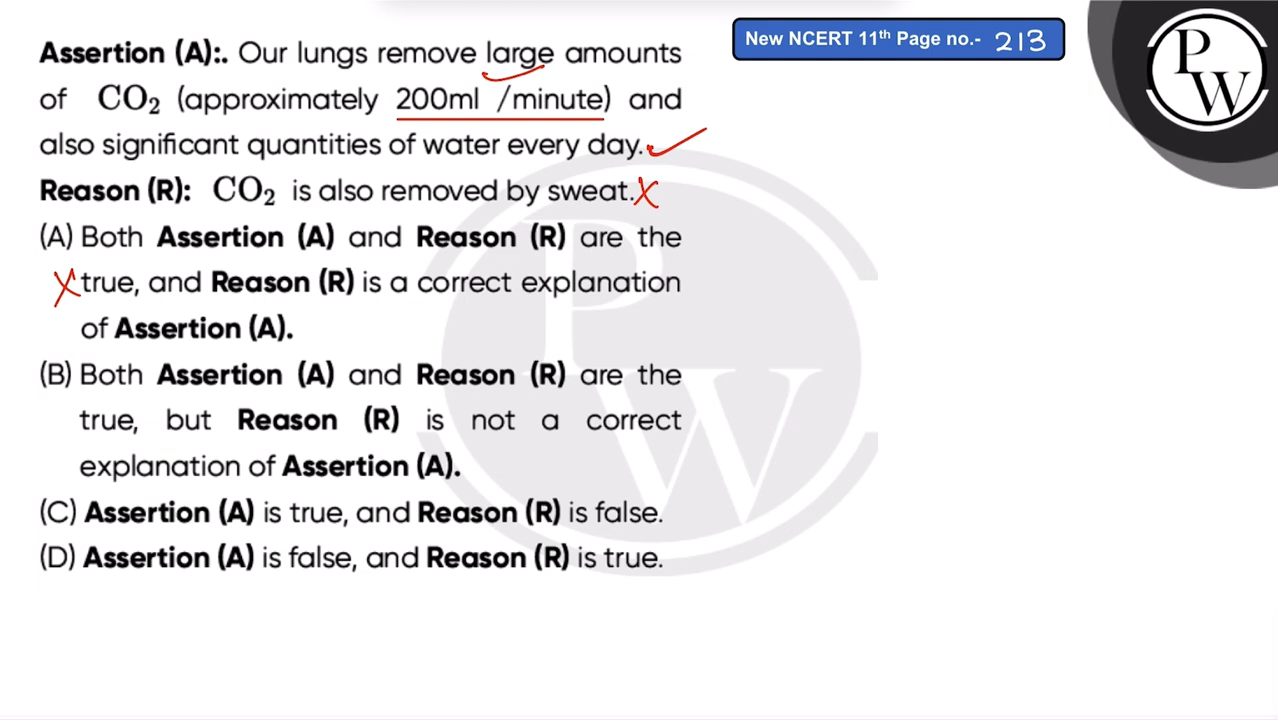 New NCERT 11th Page no.- 213
PW
Assertion (A):. Our lungs remove large amounts
of CO₂ (approximately 200ml /minute) and
also significant quantities of water every day.
Reason (R): CO₂ is also removed by sweat.
(A) Both Assertion (A) and Reason (R) are the
true, and Reason (R) is a correct explanation
of Assertion (A).
(B) Both Assertion (A) and Reason (R) are the
true, but Reason (R) is not a correct
explanation of Assertion (A).
(C) Assertion (A) is true, and Reason (R) is false.
(D) Assertion (A) is false, and Reason (R) is true.
PW